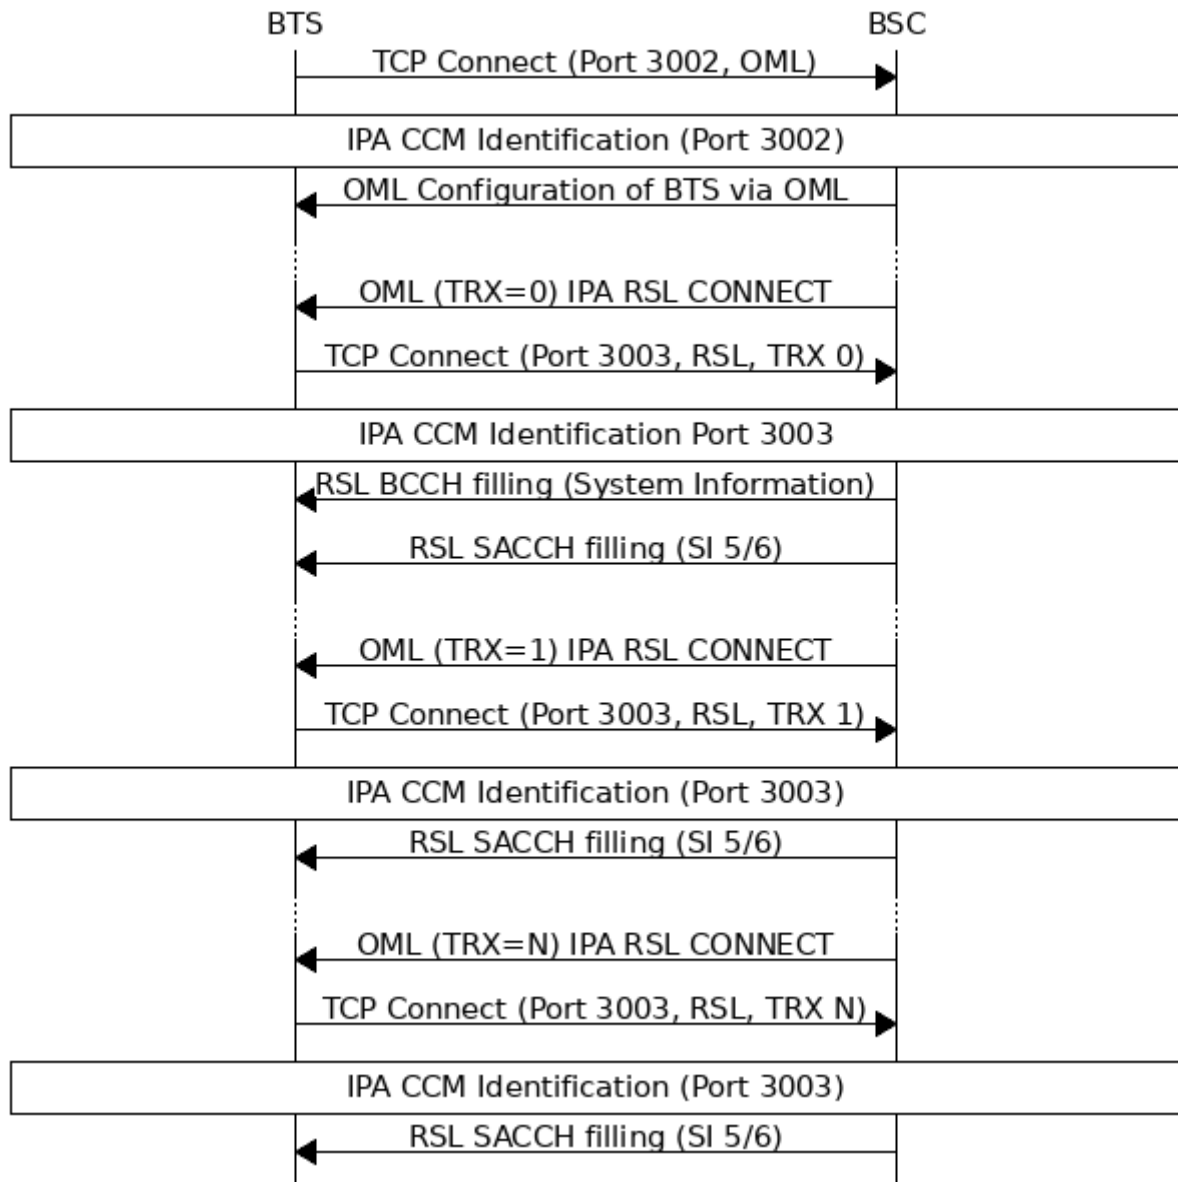 BTS BSC
TCP Connect (Port 3002, OML)
IPA CCM Identification (Port 3002)
OML Configuration of BTS via OML
OML (TRX=0) IPA RSL CONNECT
TCP Connect (Port 3003, RSL, TRX 0)
IPA CCM Identification Port 3003
RSL BCCH filling (System Information)
RSL SACCH filling (SI 5/6)
OML (TRX=1) IPA RSL CONNECT
TCP Connect (Port 3003, RSL, TRX 1)
IPA CCM Identification (Port 3003)
RSL SACCH filling (SI 5/6)
OML (TRX=N) IPA RSL CONNECT
TCP Connect (Port 3003, RSL, TRX N)
IPA CCM Identification (Port 3003)
RSL SACCH filling (SI 5/6)